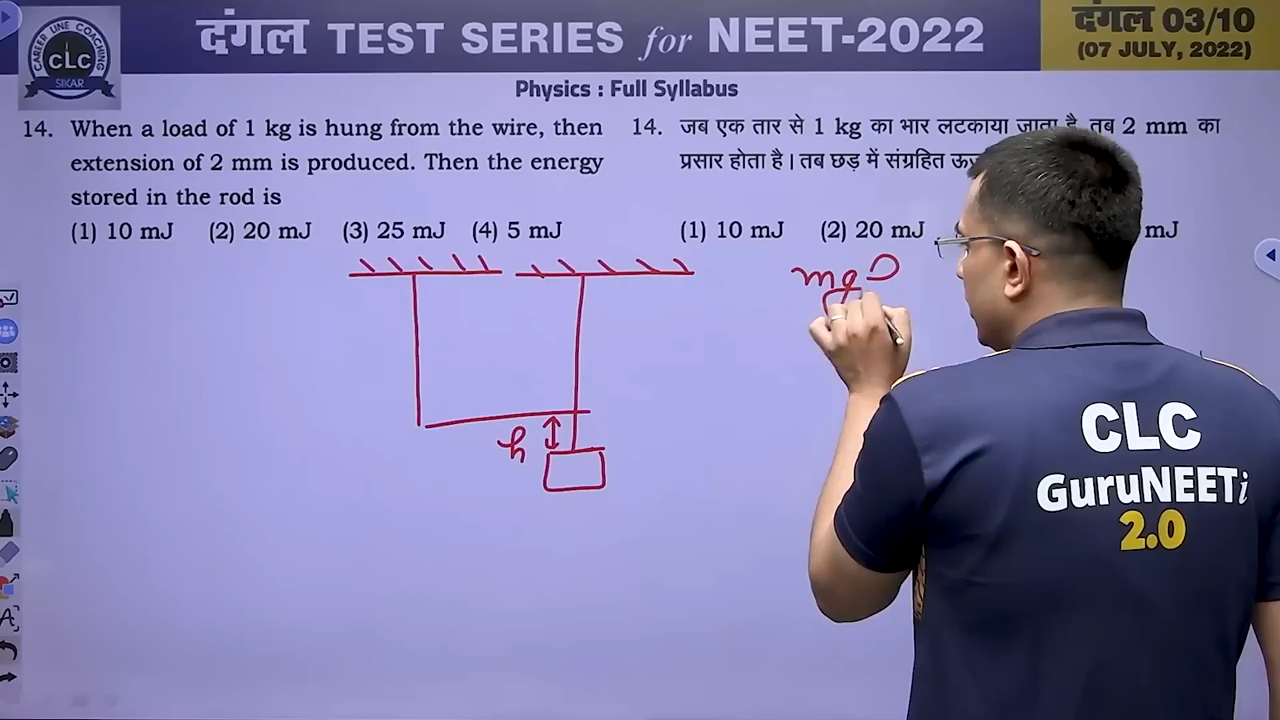 CAREER LINE COACHING
CLC
SIKAR
दंगल TEST SERIES for NEET-2022
दंगल 03/10
(07 JULY, 2022)
Physics : Full Syllabus
14. When a load of 1 kg is hung from the wire, then
extension of 2 mm is produced. Then the energy
stored in the rod is
(1) 10 mJ (2) 20 mJ (3) 25 mJ (4) 5 mJ
14. जब एक तार से 1 kg का भार लटकाया जाता है, तब 2 mm का
प्रसार होता है। तब छड़ में संग्रहित
(1) 10 mJ (2) 20 mJ mJ
mg
h
CLC
GuruNEETi
2.0